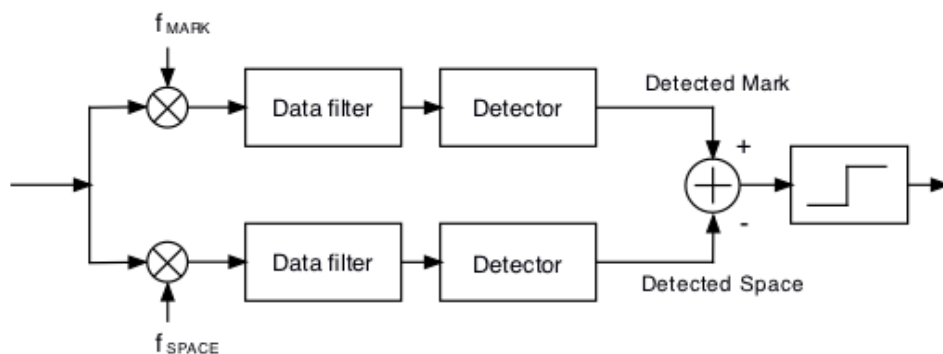 fMARK
Data filter
Detector
Detected Mark
+
-
Data filter
Detector
Detected Space
fSPACE